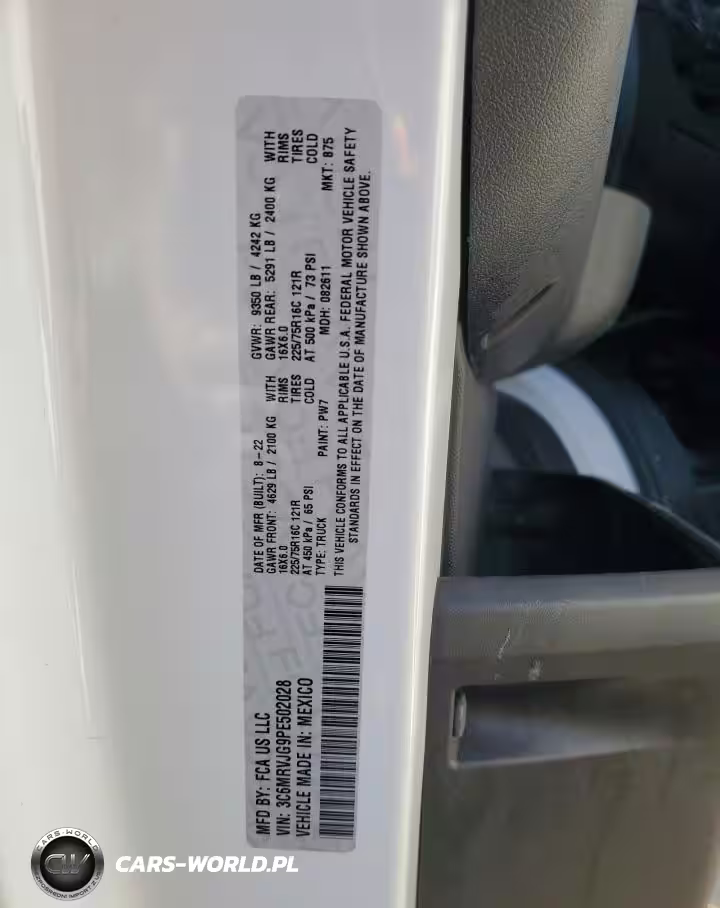 MFD BY: FCA US LLC
VIN: 3C6MRVJG9PE502028
VEHICLE MADE IN: MEXICO
DATE OF MFR (BUILT): 8-22
GAWR FRONT: 4629 LB / 2100 KG WITH
16X6.0 RIMS
225/75R16C 121R TIRES
AT 450 kPa / 65 PSI COLD
GVWR: 9350 LB / 4242 KG
GAWR REAR: 5291 LB / 2400 KG WITH
16X6.0 RIMS
225/75R16C 121R TIRES
AT 500 kPa / 73 PSI COLD
TYPE: TRUCK PAINT: PW7 MDH: 082611 MKT: B75
THIS VEHICLE CONFORMS TO ALL APPLICABLE U.S.A. FEDERAL MOTOR VEHICLE SAFETY
STANDARDS IN EFFECT ON THE DATE OF MANUFACTURE SHOWN ABOVE.
CARS-WORLD
CW
CARS-WORLD.PL